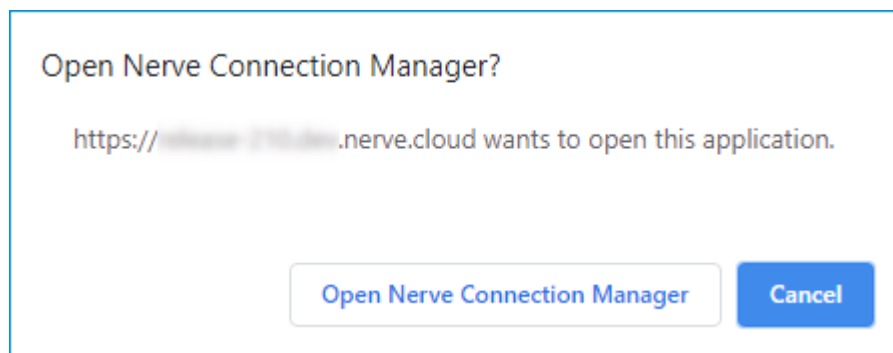 Open Nerve Connection Manager?
https:// .nerve.cloud wants to open this application.
Open Nerve Connection Manager
Cancel